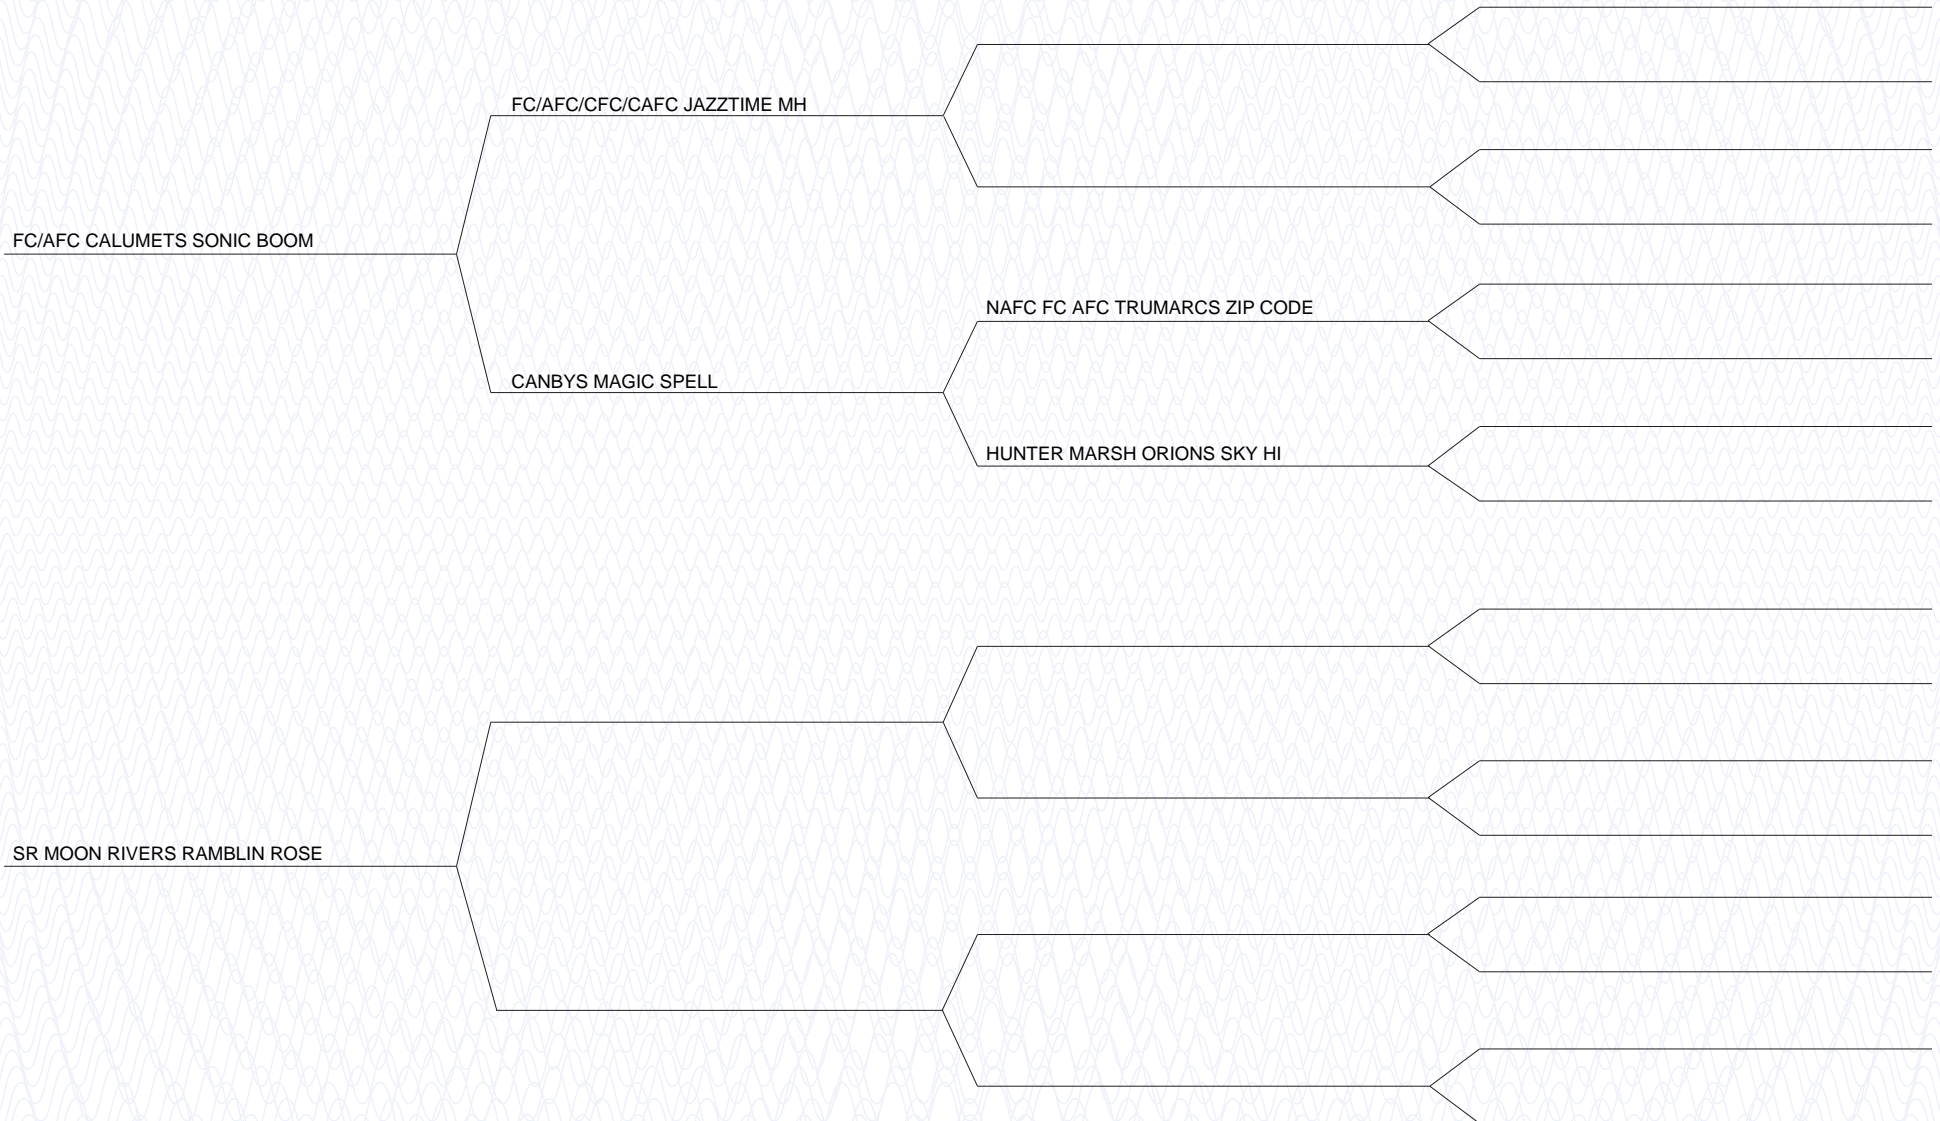 FC/AFC/CFC/CAFC JAZZTIME MH
FC/AFC CALUMETS SONIC BOOM
NAFC FC AFC TRUMARCS ZIP CODE
CANBYS MAGIC SPELL
HUNTER MARSH ORIONS SKY HI
SR MOON RIVERS RAMBLIN ROSE